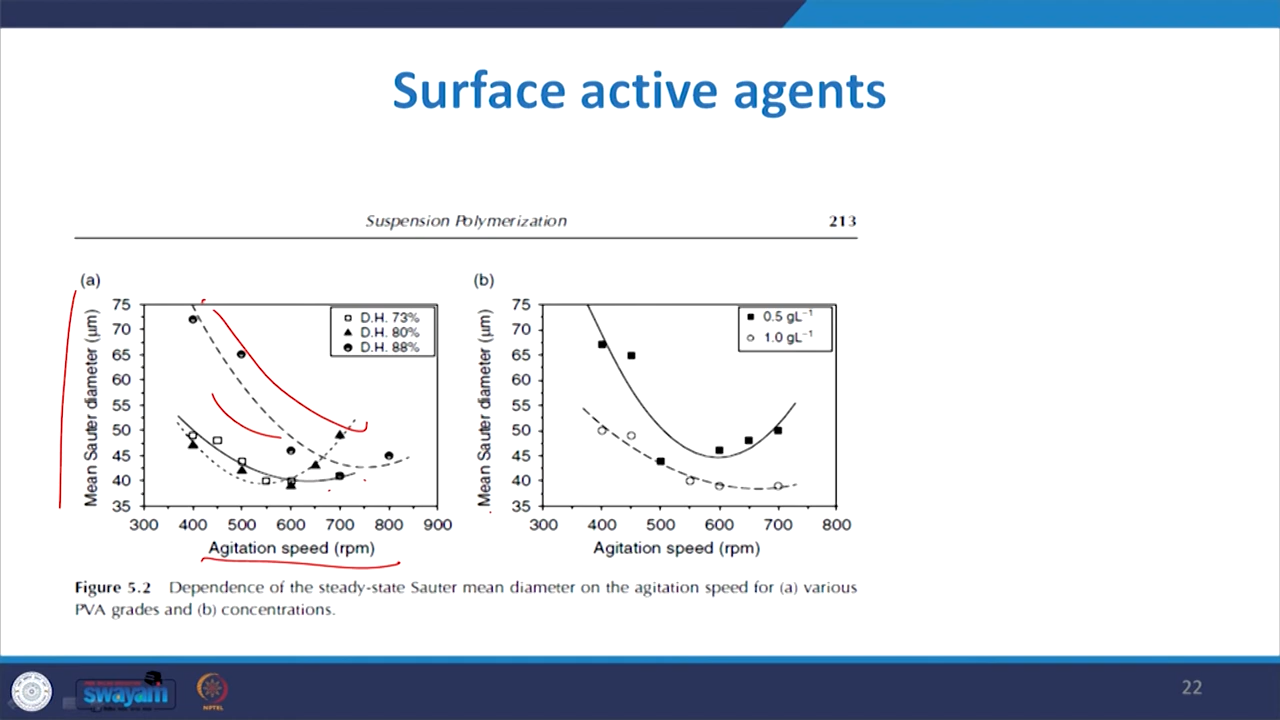 Surface active agents
Suspension Polymerization 213
(a)
75
70
65
60
55
50
45
40
35
Mean Sauter diameter (μm)
D.H. 73%
D.H. 80%
D.H. 88%
300 400 500 600 700 800 900
Agitation speed (rpm)
(b)
75
70
65
60
55
50
45
40
35
Mean Sauter diameter (μm)
0.5 gL⁻¹
1.0 gL⁻¹
300 400 500 600 700 800
Agitation speed (rpm)
Figure 5.2 Dependence of the steady-state Sauter mean diameter on the agitation speed for (a) various
PVA grades and (b) concentrations.
swayam
NPTEL
22